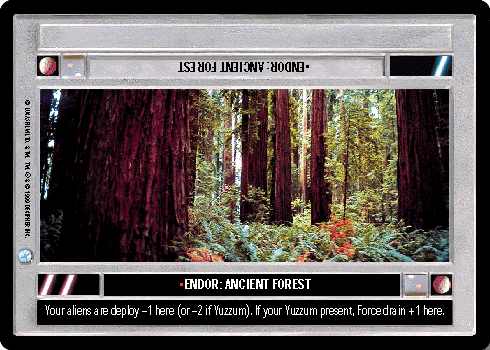 •ENDOR: ANCIENT FOREST
•ENDOR: ANCIENT FOREST
Your aliens are deploy –1 here (or –2 if Yuzzum). If your Yuzzum present, Force drain +1 here.